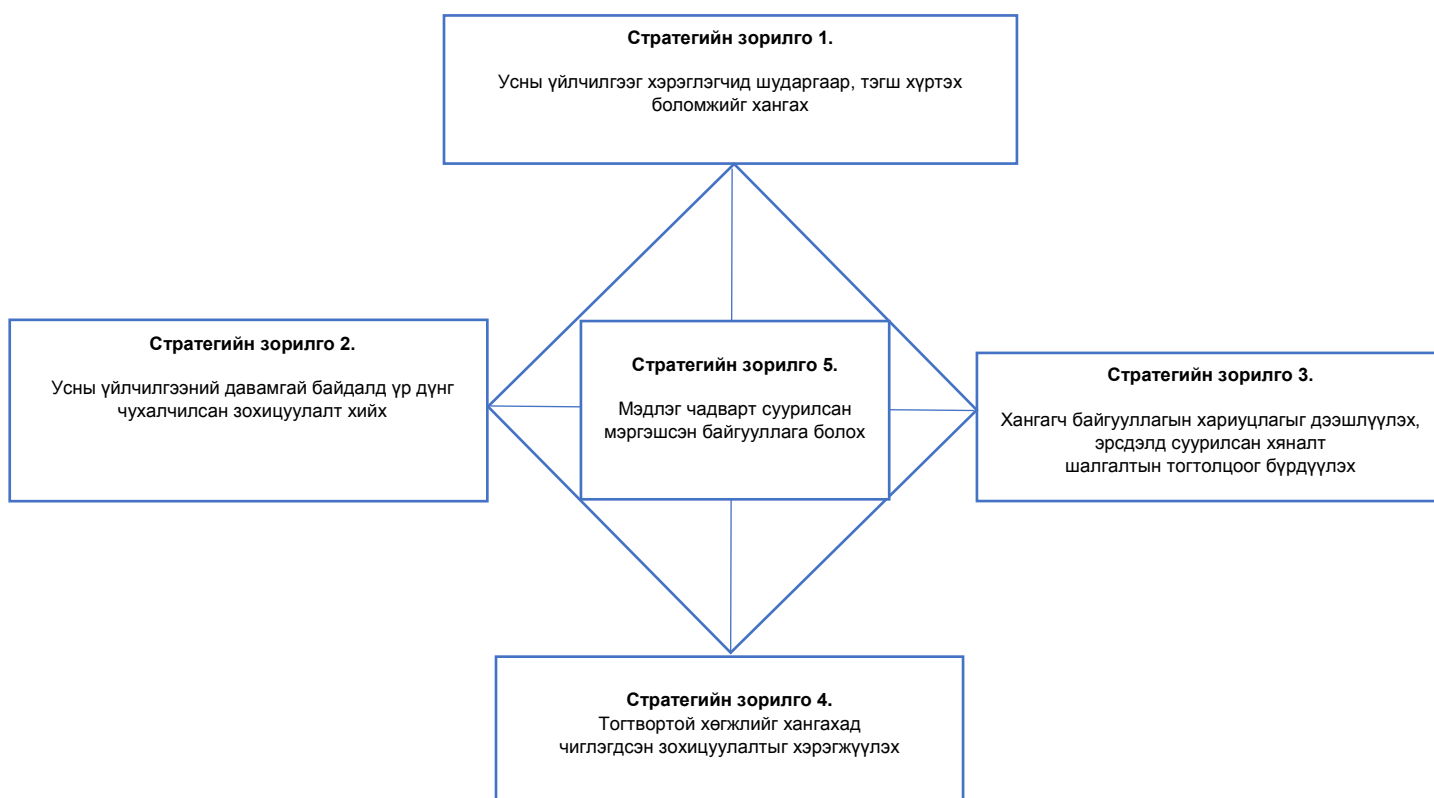 Стратегийн зорилго 1.
Усны үйлчилгээг хэрэглэгчид шударгаар, тэгш хүртэх
боломжийг хангах
Стратегийн зорилго 2.
Усны үйлчилгээний давамгай байдалд үр дүнг
чухалчилсан зохицуулалт хийх
Стратегийн зорилго 5.
Мэдлэг чадварт суурилсан
мэргэшсэн байгууллага болох
Стратегийн зорилго 3.
Хангагч байгууллагын хариуцлагыг дээшлүүлэх,
эрсдэлд суурилсан хяналт
шалгалтын тогтолцоог бүрдүүлэх
Стратегийн зорилго 4.
Тогтвортой хөгжлийг хангахад
чиглэгдсэн зохицуулалтыг хэрэгжүүлэх